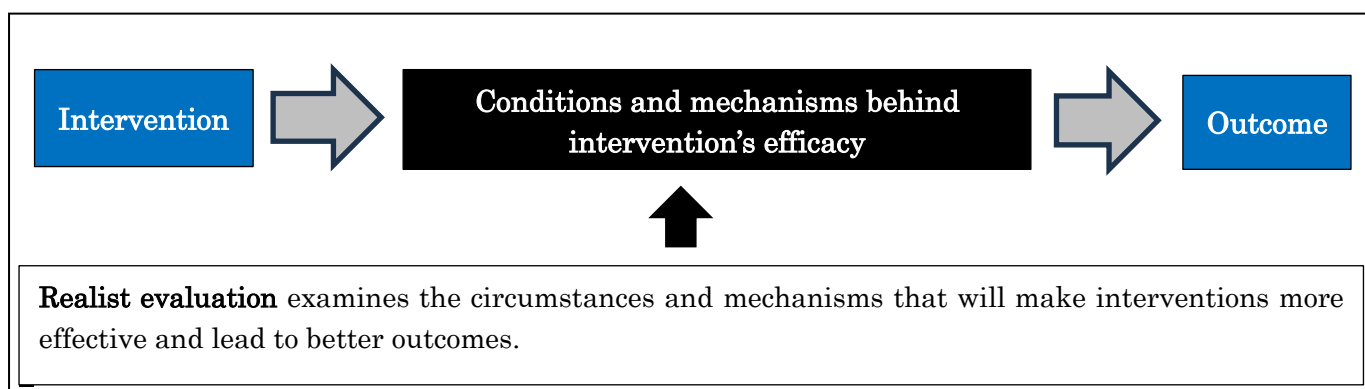 Intervention
Conditions and mechanisms behind
intervention’s efficacy
Outcome
Realist evaluation examines the circumstances and mechanisms that will make interventions more
effective and lead to better outcomes.